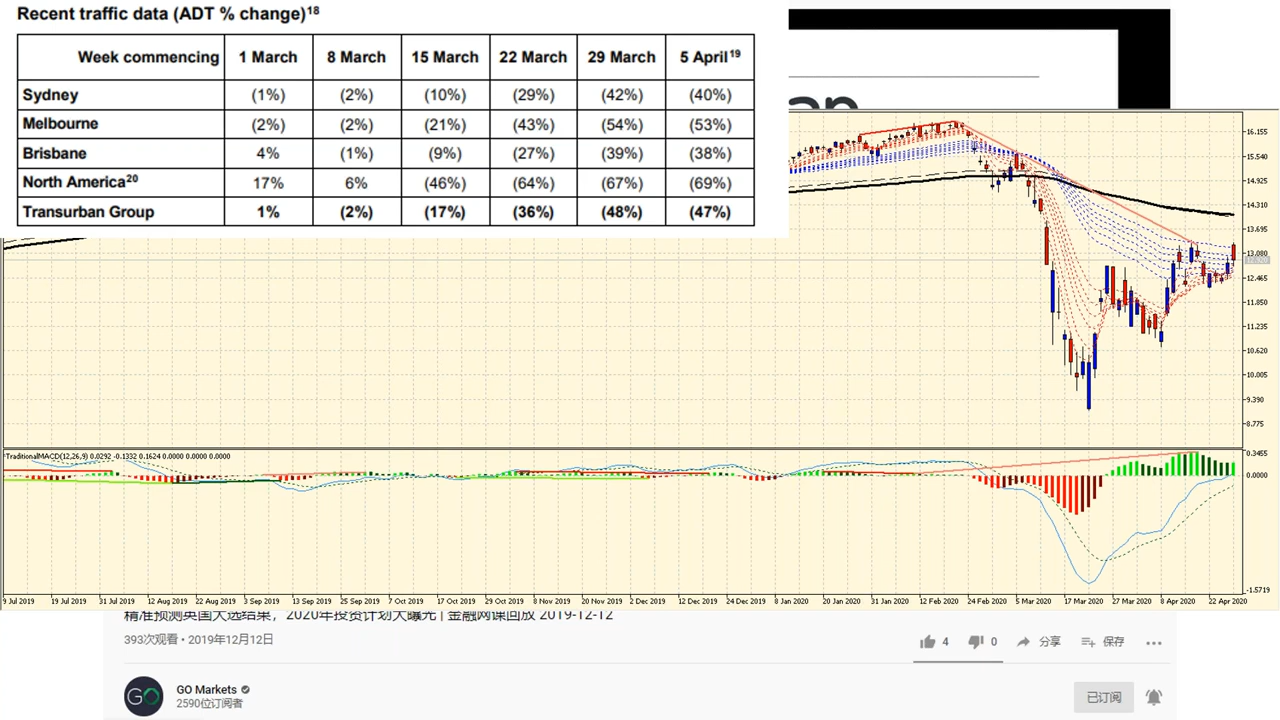 Recent traffic data (ADT % change)18
Week commencing 1 March 8 March 15 March 22 March 29 March 5 April19
Sydney (1%) (2%) (10%) (29%) (42%) (40%)
Melbourne (2%) (2%) (21%) (43%) (54%) (53%)
Brisbane 4% (1%) (9%) (27%) (39%) (38%)
North America20 17% 6% (46%) (64%) (67%) (69%)
Transurban Group 1% (2%) (17%) (36%) (48%) (47%)
16.155
15.540
14.925
14.310
13.695
13.080
12.465
11.850
11.235
10.620
10.005
9.390
8.775
TraditionalMACD(12,26,9) 0.0292 -0.1332 0.1624 0.0000 0.0000 0.0000
0.3465
0.0000
-1.5719
9 Jul 2019 19 Jul 2019 31 Jul 2019 12 Aug 2019 22 Aug 2019 3 Sep 2019 13 Sep 2019 25 Sep 2019 7 Oct 2019 17 Oct 2019 29 Oct 2019 8 Nov 2019 20 Nov 2019 2 Dec 2019 12 Dec 2019 24 Dec 2019 8 Jan 2020 20 Jan 2020 31 Jan 2020 12 Feb 2020 24 Feb 2020 5 Mar 2020 17 Mar 2020 27 Mar 2020 8 Apr 2020 22 Apr 2020
精准预测英国大选结果，2020年投资计划大曝光 | 金融网课回放 2019-12-12
393次观看 • 2019年12月12日
4 0 分享 保存
GO
GO Markets
2590位订阅者
已订阅